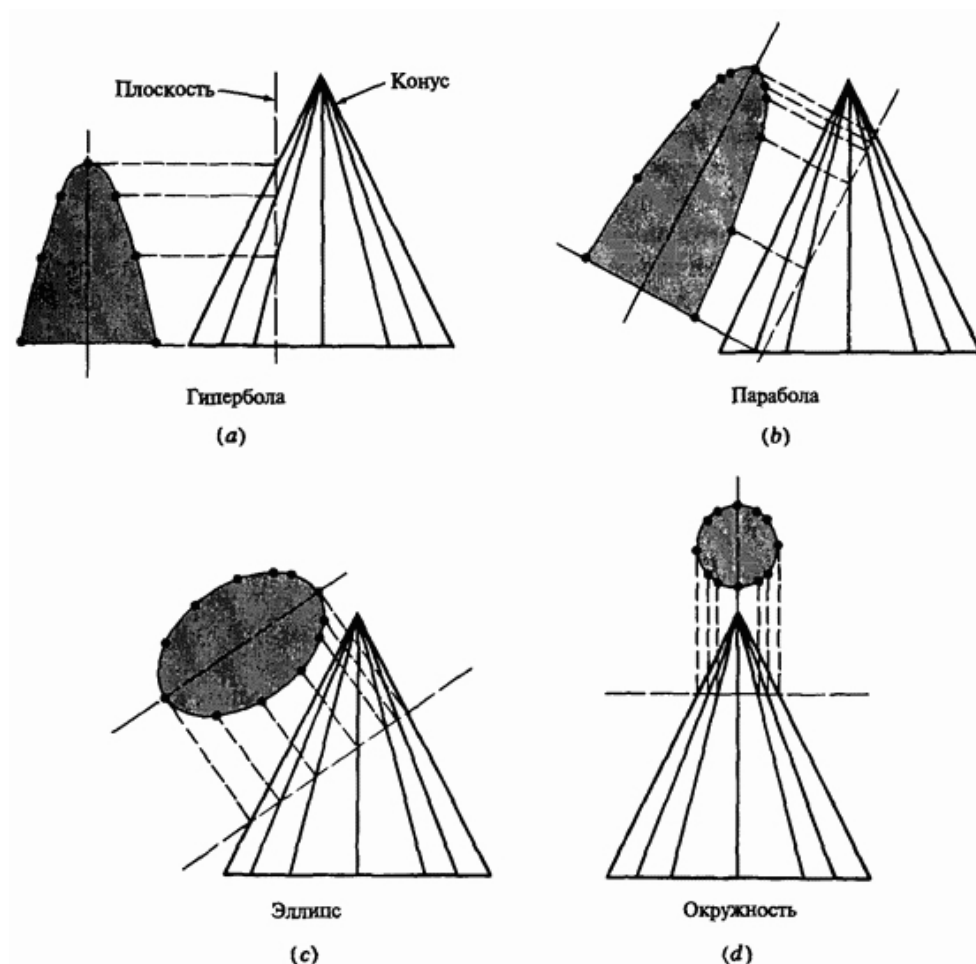 Плоскость
Конус
Гипербола
(a)
Парабола
(b)
Эллипс
(c)
Окружность
(d)